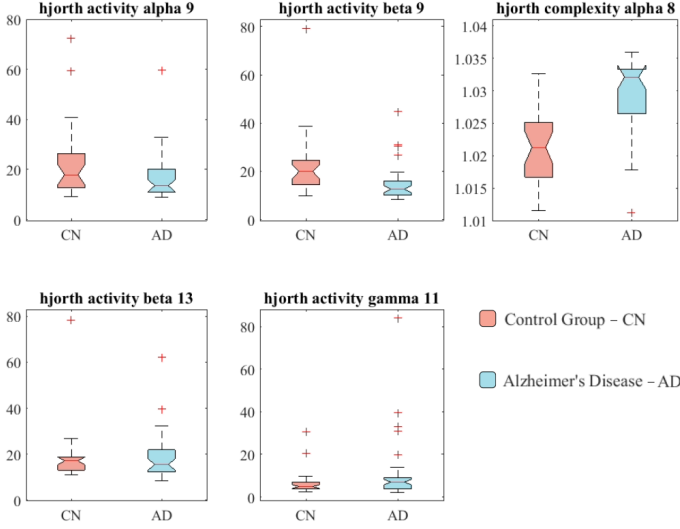 hjorth activity alpha 9
80
60
40
20
0
CN
AD
hjorth activity beta 9
80
60
40
20
0
CN
AD
hjorth complexity alpha 8
1.04
1.035
1.03
1.025
1.02
1.015
1.01
CN
AD
hjorth activity beta 13
80
60
40
20
0
CN
AD
hjorth activity gamma 11
80
60
40
20
0
CN
AD
Control Group – CN
Alzheimer's Disease – AD